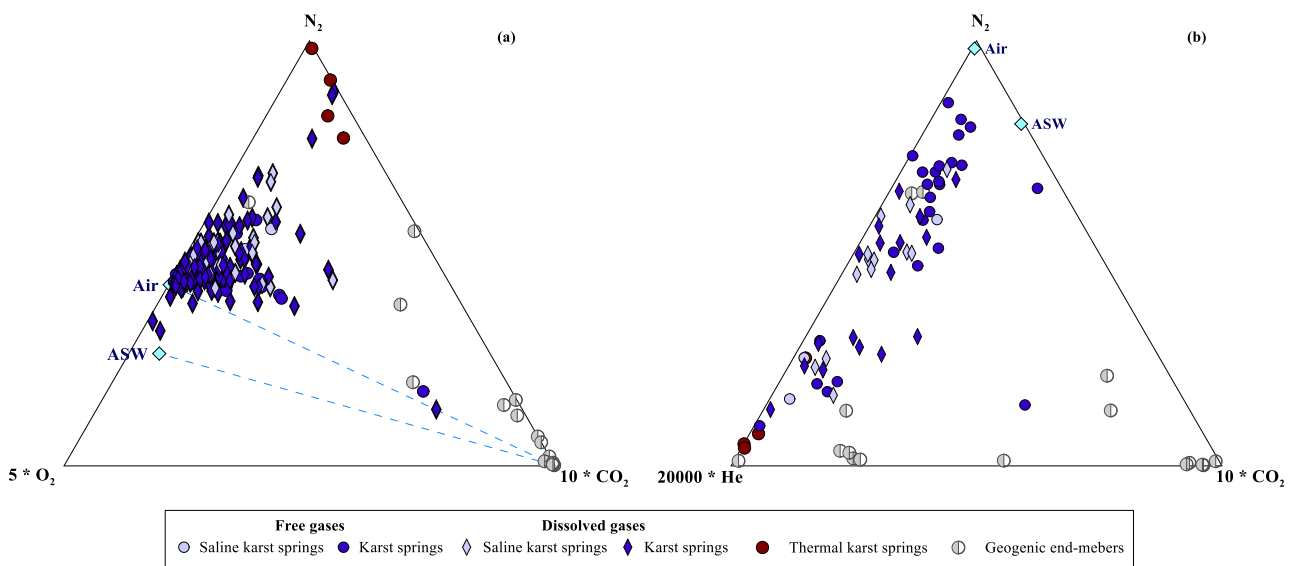 N₂
(a)
Air
ASW
5 * O₂
10 * CO₂
N₂
(b)
Air
ASW
20000 * He
10 * CO₂
Free gases
Dissolved gases
Saline karst springs
Karst springs
Saline karst springs
Karst springs
Thermal karst springs
Geogenic end-mebers